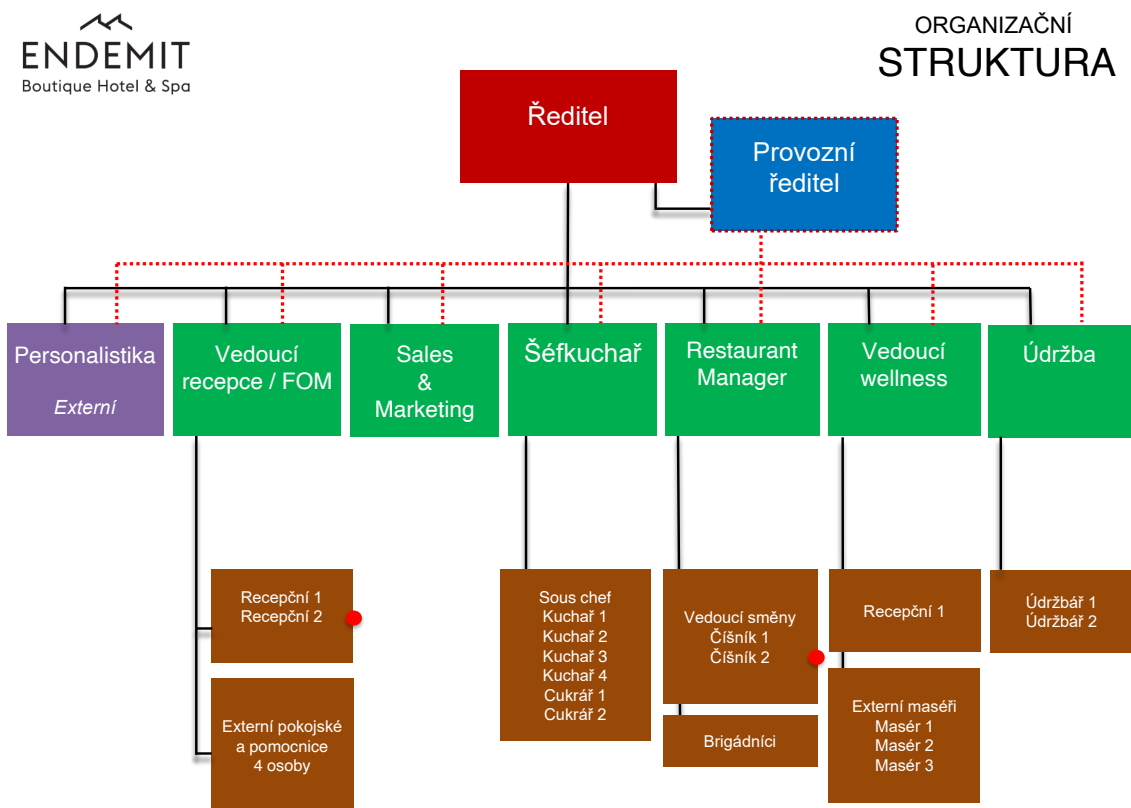 ENDEMIT
Boutique Hotel & Spa
ORGANIZAČNÍ
STRUKTURA
Ředitel
Provozní
ředitel
Personalistika
Externí
Vedoucí
recepce / FOM
Sales
&
Marketing
Šéfkuchař
Restaurant
Manager
Vedoucí
wellness
Údržba
Recepční 1
Recepční 2
Externí pokojské
a pomocnice
4 osoby
Sous chef
Kuchař 1
Kuchař 2
Kuchař 3
Kuchař 4
Cukrář 1
Cukrář 2
Vedoucí směny
Číšník 1
Číšník 2
Brigádníci
Recepční 1
Externí maséři
Masér 1
Masér 2
Masér 3
Údržbář 1
Údržbář 2